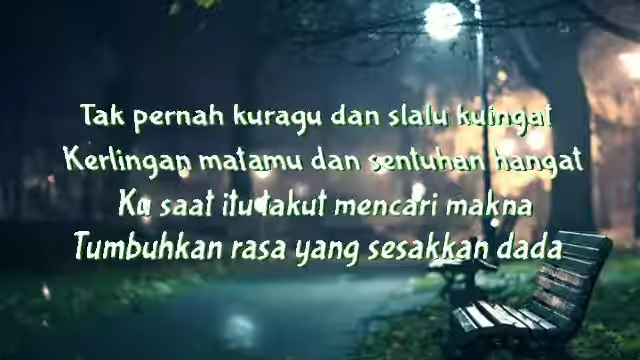 Tak pernah kuragu dan slalu kuingat
Kerlingan matamu dan sentuhan hangat
Ku saat itu takut mencari makna
Tumbuhkan rasa yang sesakkan dada